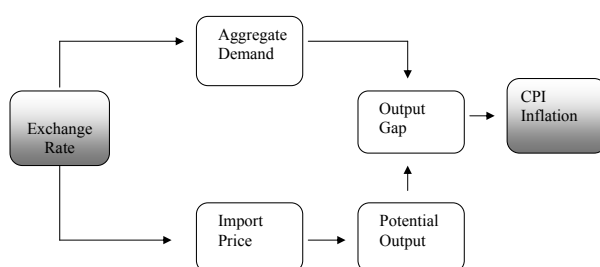 Aggregate
Demand
Exchange
Rate
Output
Gap
CPI
Inflation
Import
Price
Potential
Output